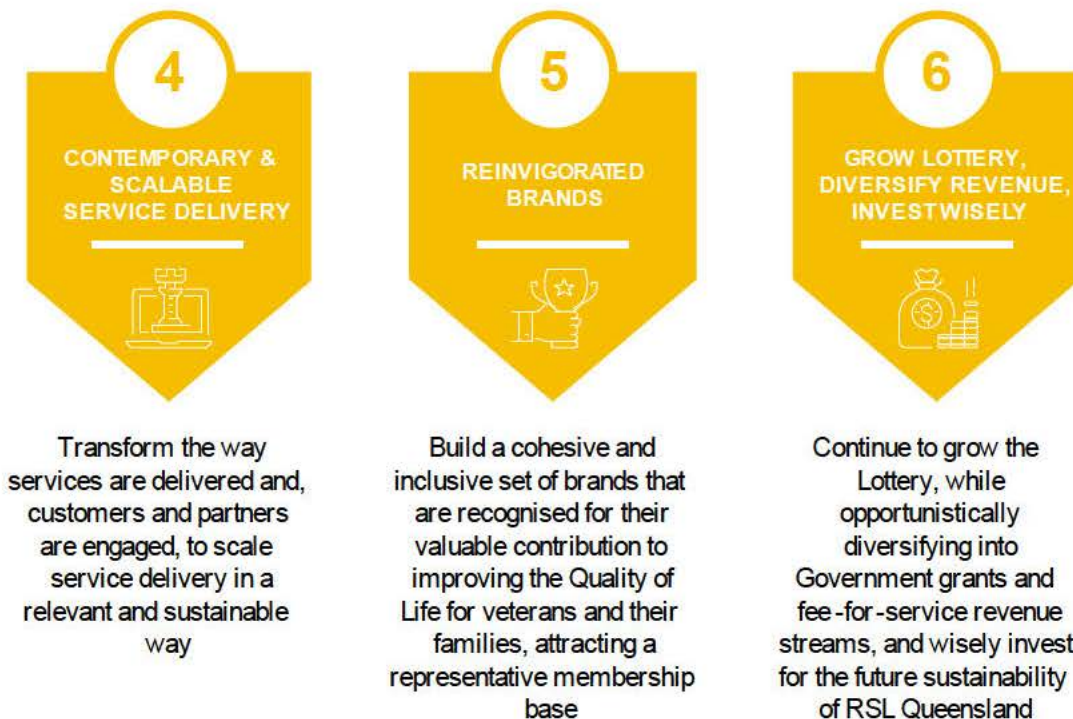 4
CONTEMPORARY &
SCALABLE
SERVICE DELIVERY
Transform the way
services are delivered and,
customers and partners
are engaged, to scale
service delivery in a
relevant and sustainable
way
5
REINVIGORATED
BRANDS
Build a cohesive and
inclusive set of brands that
are recognised for their
valuable contribution to
improving the Quality of
Life for veterans and their
families, attracting a
representative membership
base
6
GROW LOTTERY,
DIVERSIFY REVENUE,
INVEST WISELY
$
Continue to grow the
Lottery, while
opportunistically
diversifying into
Government grants and
fee-for-service revenue
streams, and wisely invest
for the future sustainability
of RSL Queensland